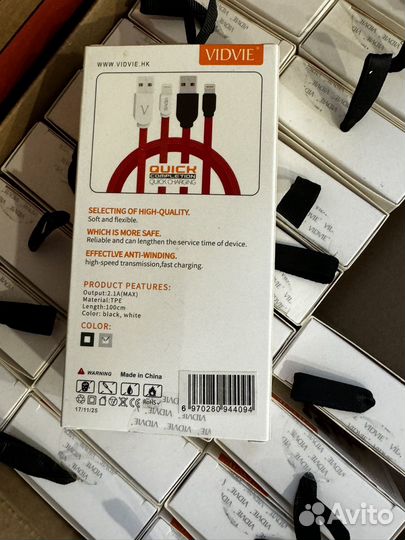 WWW.VIDVIE.HK
VIDVIE
V
QUICK
COMPLETION
QUICK CHARGING
SELECTING OF HIGH-QUALITY.
Soft and flexible.
WHICH IS MORE SAFE.
Reliable and can lengthen the service time of device.
EFFECTIVE ANTI-WINDING.
high-speed transmission,fast charging.
PRODUCT FEATURES:
Output:2.1A(MAX)
Material:TPE
Length:100cm
Color: black, white
COLOR:
WARNING Made in China
RoHS
17/11/25
6 970280 944094
VIDVIE
VIDVIE
VIDVIE
VIDVIE
Avito